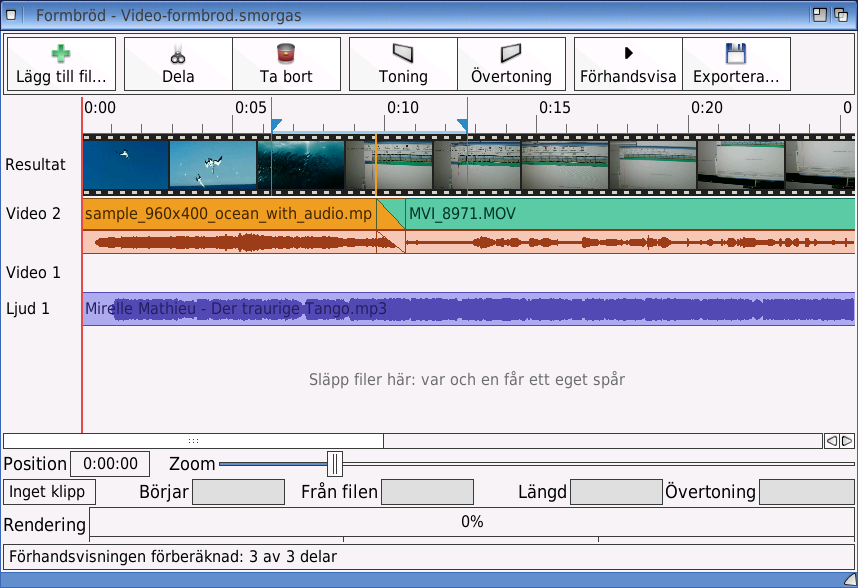 Formbröd - Video-formbrod.smorgas
Lägg till fil... Dela Ta bort Toning Övertoning Förhandsvisa Exportera...
0:00 0:05 0:10 0:15 0:20 0
Resultat
Video 2 sample_960x400_ocean_with_audio.mp MVI_8971.MOV
Video 1
Ljud 1 Mirelle Mathieu - Der traurige Tango.mp3
Släpp filer här: var och en får ett eget spår
Position 0:00:00 Zoom
Inget klipp Börjar Från filen Längd Övertoning
Rendering 0%
Förhandsvisningen förberäknad: 3 av 3 delar